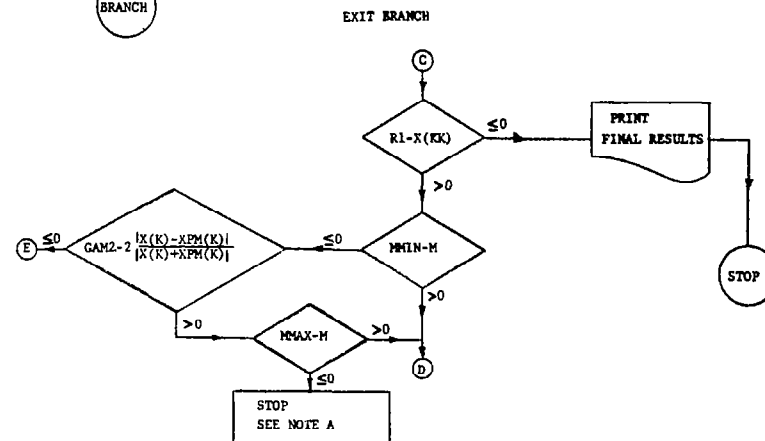 BRANCH
EXIT BRANCH
C
R1-X(KK)
≤0
PRINT
FINAL RESULTS
>0
E
≤0
GAM2-2 |X(K)-XPM(K)|
|X(K)+XPM(K)|
≤0
MMIN-M
STOP
>0
>0
MMAX-M
>0
D
≤0
STOP
SEE NOTE A